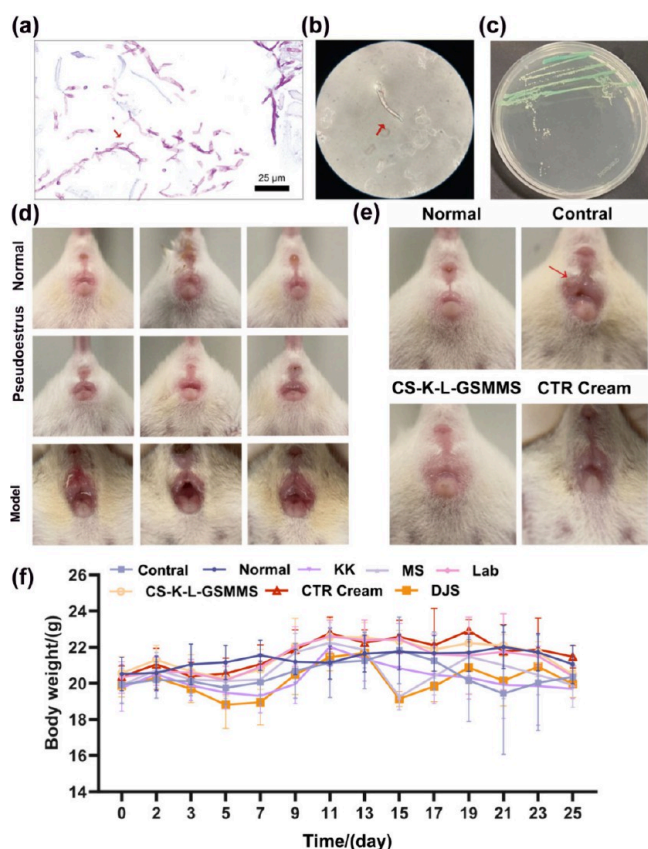 (a)
(b)
(c)
25 µm
(d)
(e)
Normal
Pseudoestrus
Model
Normal
Contral
CS-K-L-GSMMS
CTR Cream
(f)
Contral
Normal
KK
MS
Lab
CS-K-L-GSMMS
CTR Cream
DJS
Body weight/(g)
26
24
22
20
18
16
14
0 2 3 5 7 9 11 13 15 17 19 21 23 25
Time/(day)